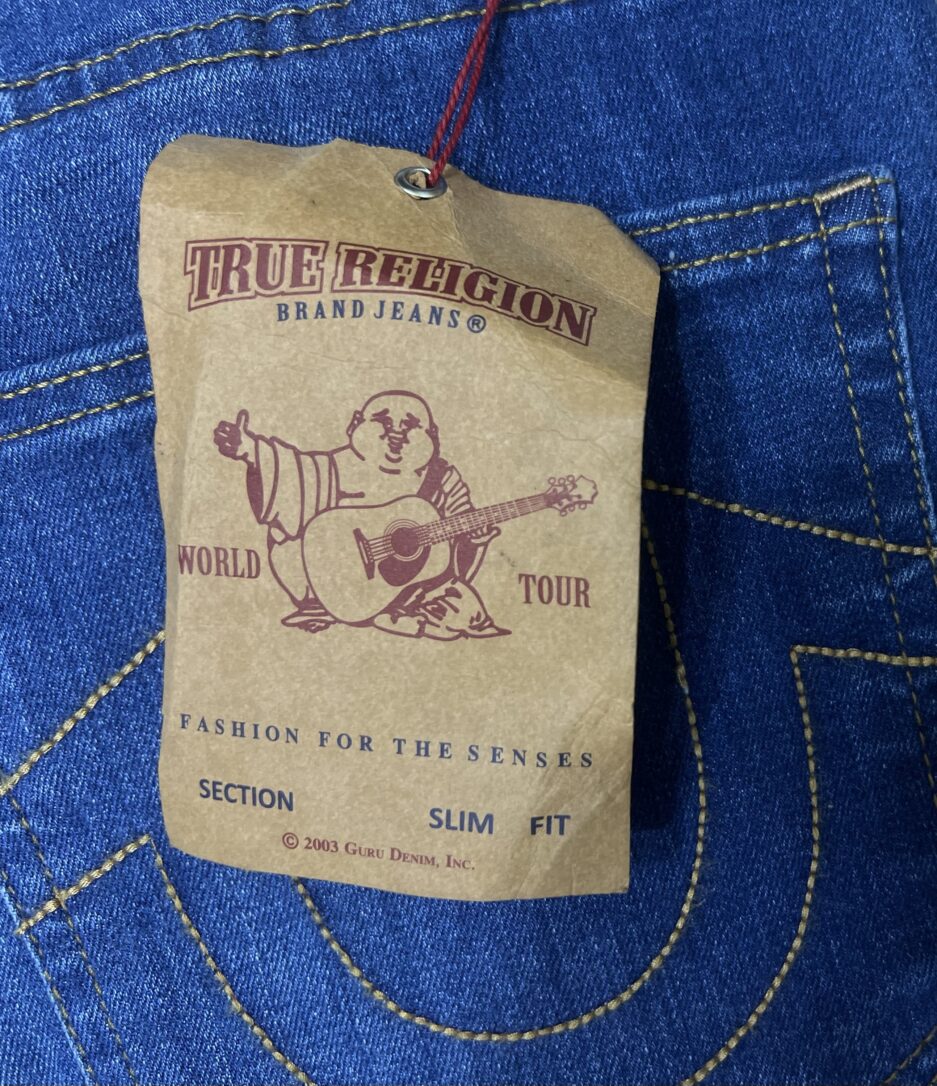 TRUE RELIGION
BRAND JEANS®
WORLD TOUR
FASHION FOR THE SENSES
SECTION SLIM FIT
© 2003 GURU DENIM, INC.